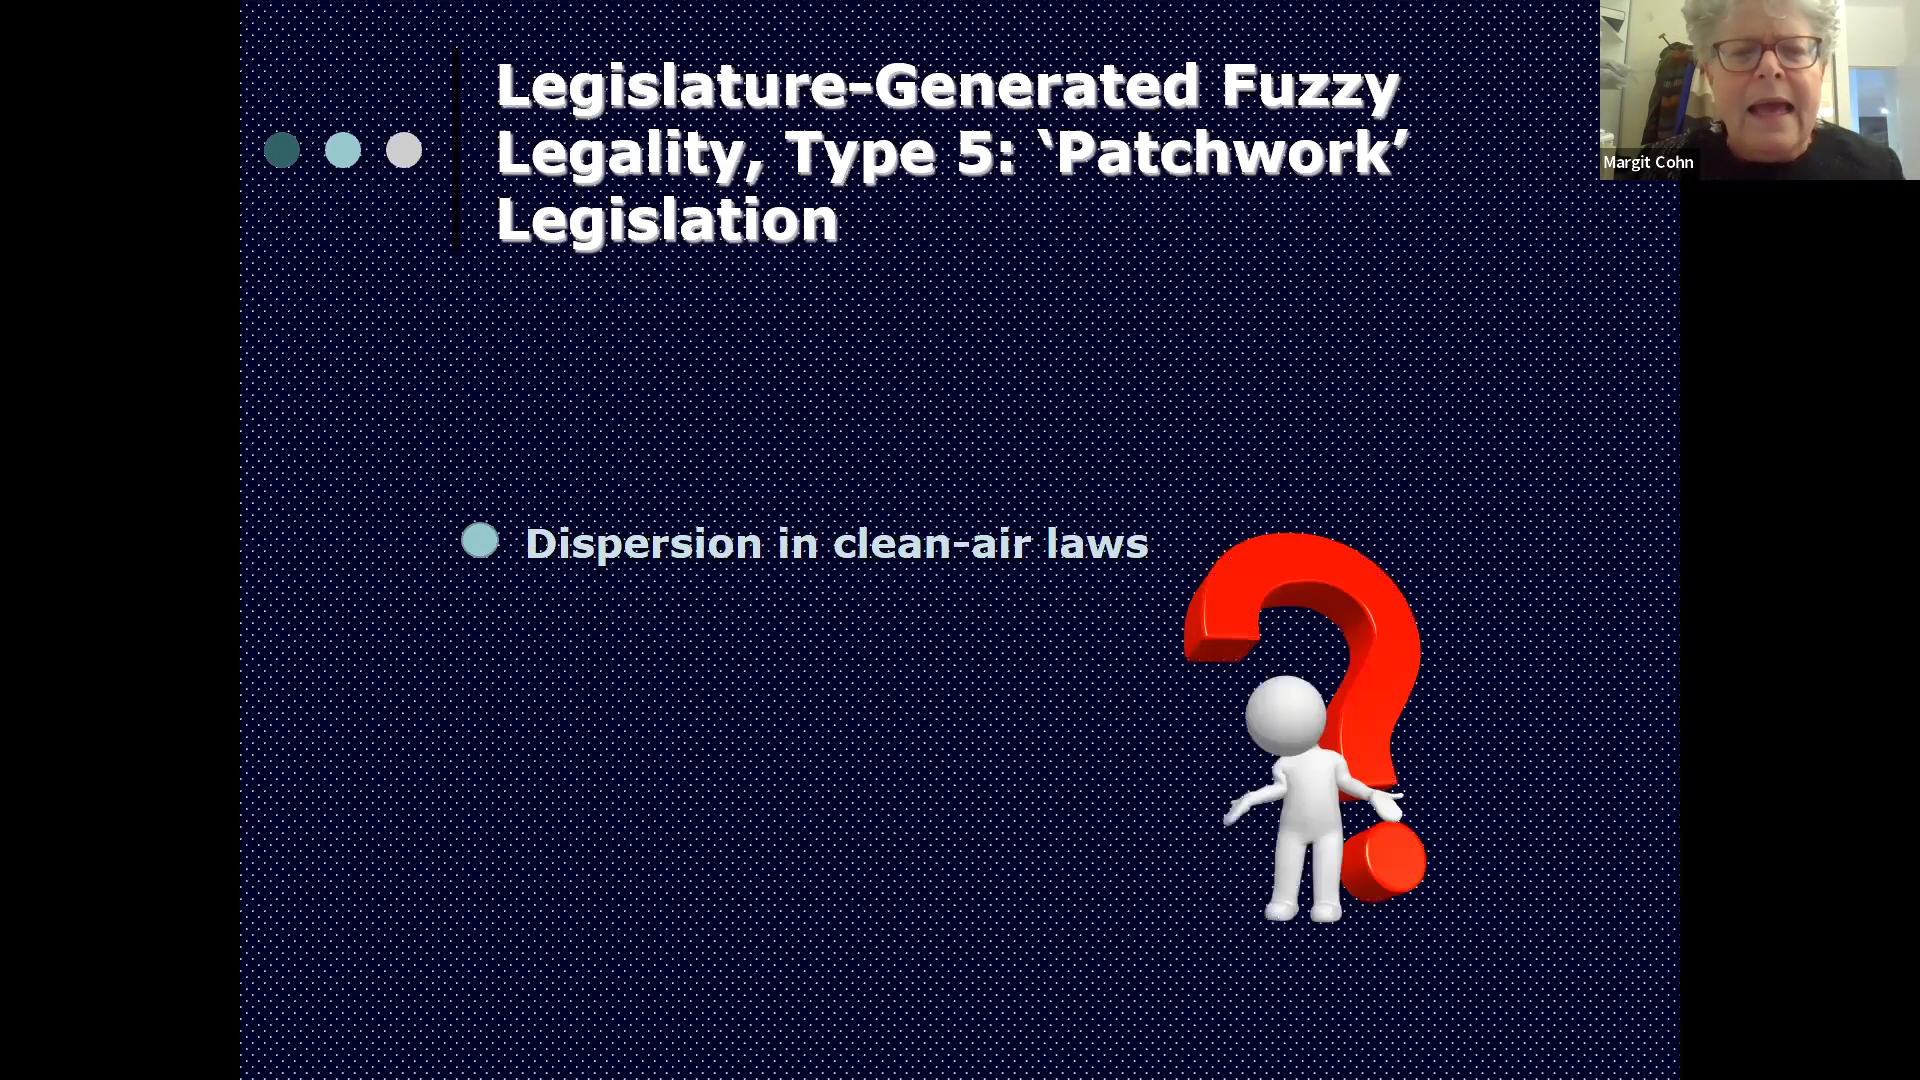 Legislature-Generated Fuzzy
Legality, Type 5: ‘Patchwork’
Legislation
Margit Cohn
Dispersion in clean-air laws